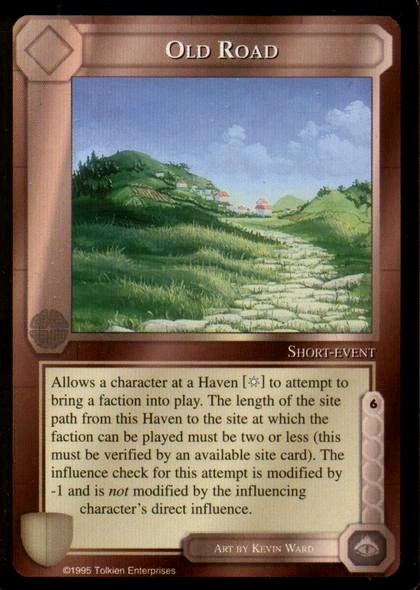 Old Road
Short-event
Allows a character at a Haven [☼] to attempt to
bring a faction into play. The length of the site
path from this Haven to the site at which the
faction can be played must be two or less (this
must be verified by an available site card). The
influence check for this attempt is modified by
-1 and is not modified by the influencing
character's direct influence.
6
Art by Kevin Ward
©1995 Tolkien Enterprises